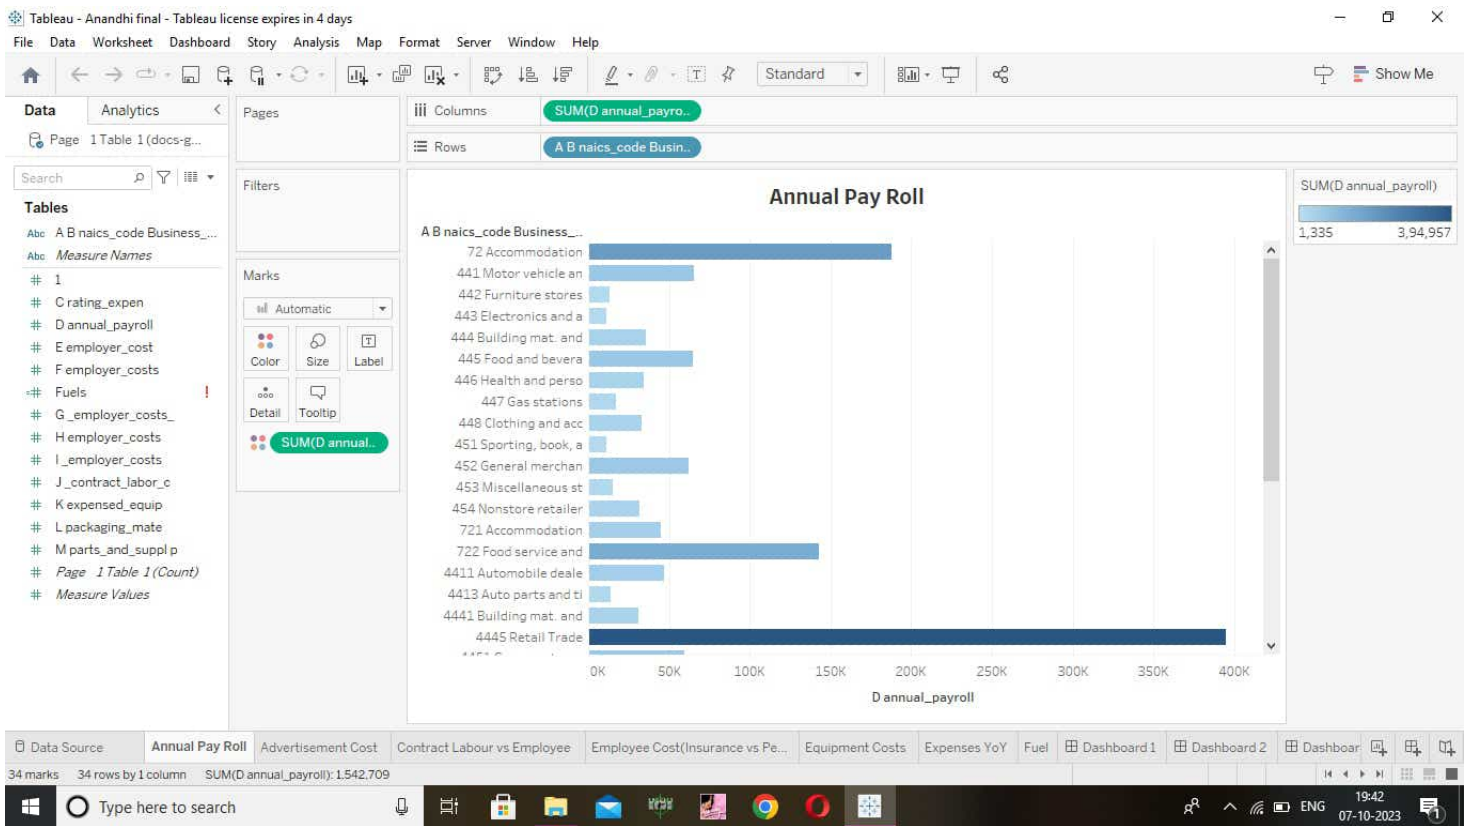 Tableau - Anandhi final - Tableau license expires in 4 days
File Data Worksheet Dashboard Story Analysis Map Format Server Window Help
Standard
Show Me
Data Analytics
Page 1 Table 1 (docs-g...
Search
Tables
Abc A B naics_code Business_...
Abc Measure Names
# 1
# C rating_expen
# D annual_payroll
# E employer_cost
# F employer_costs
=# Fuels !
# G _employer_costs_
# H employer_costs
# I _employer_costs
# J _contract_labor_c
# K expensed_equip
# L packaging_mate
# M parts_and_suppl p
# Page 1 Table 1 (Count)
# Measure Values
Pages
Filters
Marks
Automatic
Color Size Label
Detail Tooltip
SUM(D annual..
Columns SUM(D annual_payro..
Rows A B naics_code Busin..
Annual Pay Roll
A B naics_code Business_..
72 Accommodation
441 Motor vehicle an
442 Furniture stores
443 Electronics and a
444 Building mat. and
445 Food and bevera
446 Health and perso
447 Gas stations
448 Clothing and acc
451 Sporting, book, a
452 General merchan
453 Miscellaneous st
454 Nonstore retailer
721 Accommodation
722 Food service and
4411 Automobile deale
4413 Auto parts and ti
4441 Building mat. and
4445 Retail Trade
0K 50K 100K 150K 200K 250K 300K 350K 400K
D annual_payroll
SUM(D annual_payroll)
1,335 3,94,957
Data Source Annual Pay Roll Advertisement Cost Contract Labour vs Employee Employee Cost(Insurance vs Pe... Equipment Costs Expenses YoY Fuel Dashboard 1 Dashboard 2 Dashboar
34 marks 34 rows by 1 column SUM(D annual_payroll): 1,542,709
Type here to search
ENG
19:42
07-10-2023
1